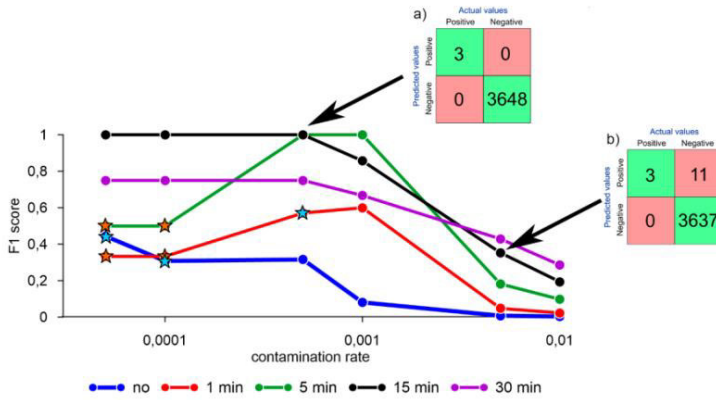 a)
Actual values
Positive Negative
Predicted values
Positive
Negative
3 0
0 3648
b)
Actual values
Positive Negative
Predicted values
Positive
Negative
3 11
0 3637
F1 score
1
0,8
0,6
0,4
0,2
0
0,0001 0,001 0,01
contamination rate
no 1 min 5 min 15 min 30 min